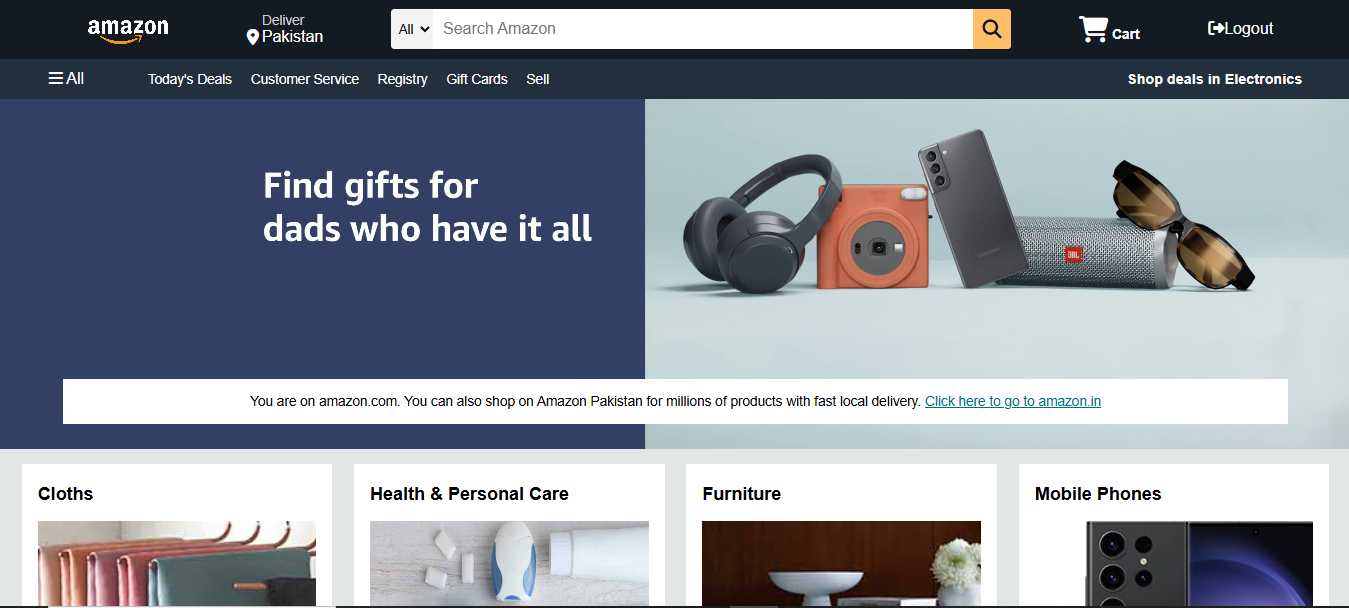 amazon
Deliver
Pakistan
All
Search Amazon
Cart
Logout
All
Today's Deals
Customer Service
Registry
Gift Cards
Sell
Shop deals in Electronics
Find gifts for
dads who have it all
SAMSUNG
JBL
You are on amazon.com. You can also shop on Amazon Pakistan for millions of products with fast local delivery. Click here to go to amazon.in
Cloths
Health & Personal Care
Furniture
Mobile Phones